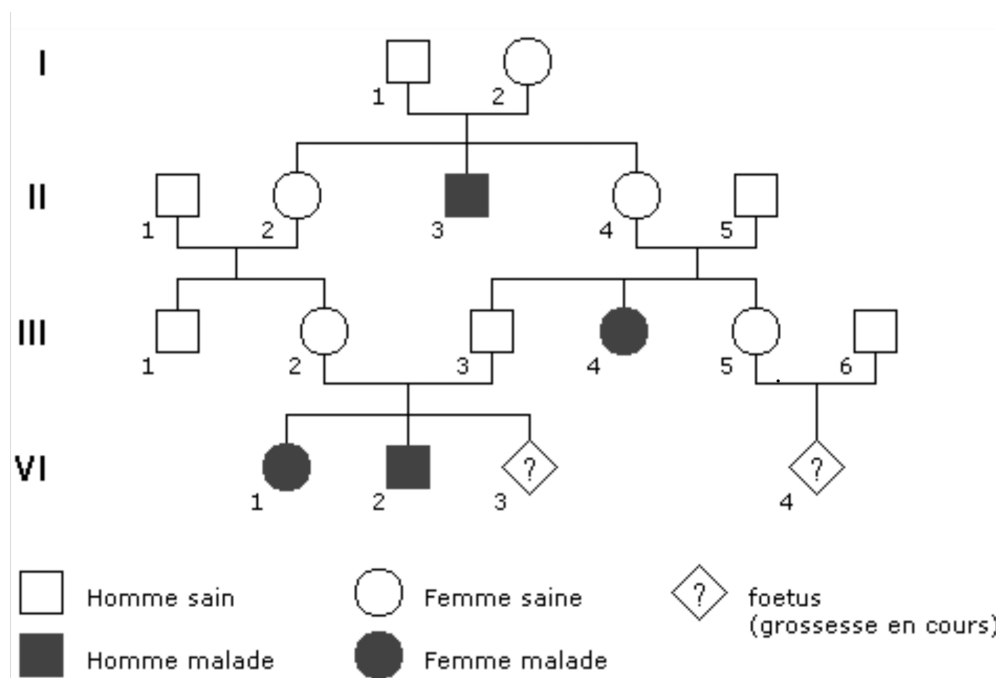 I
1 2
II
1 2 3 4 5
III
1 2 3 4 5 6
VI
? ?
1 2 3 4
Homme sain Femme saine ? foetus
(grossesse en cours)
Homme malade Femme malade